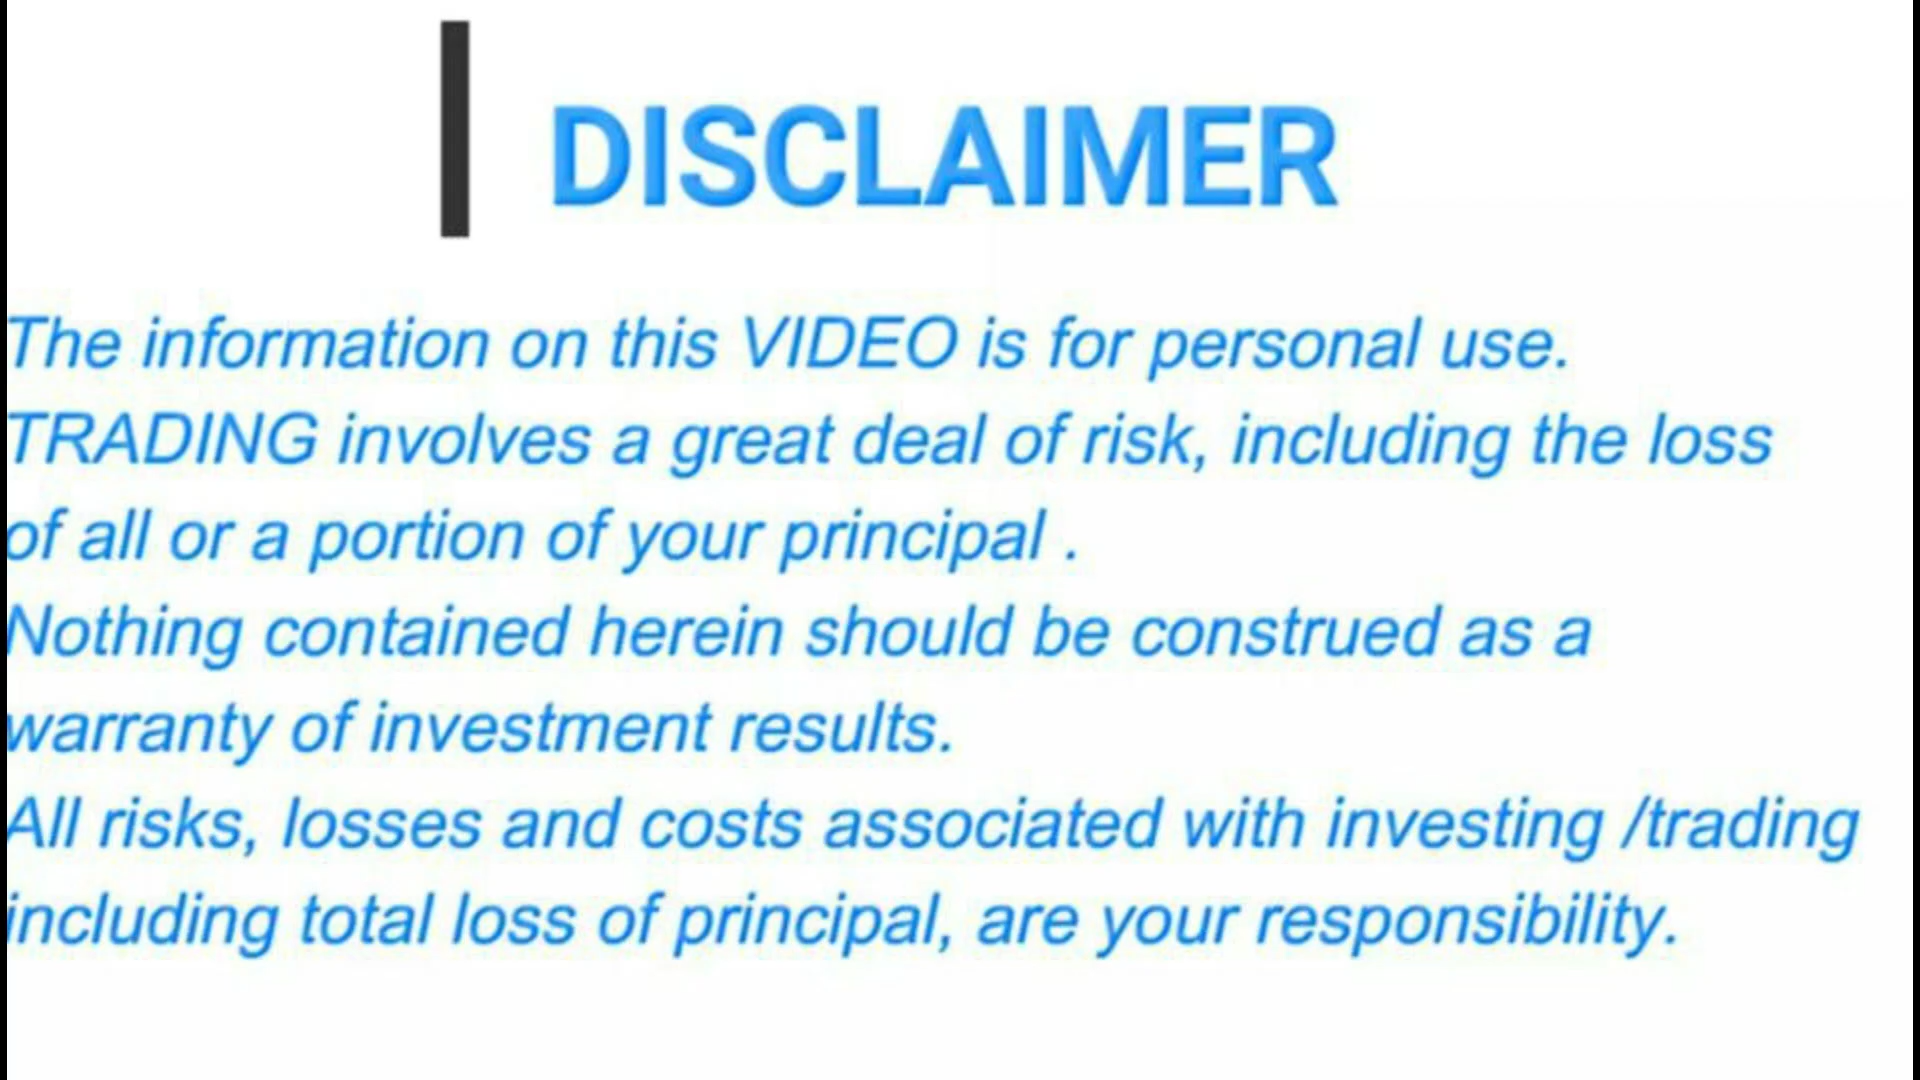 DISCLAIMER
The information on this VIDEO is for personal use.
TRADING involves a great deal of risk, including the loss
of all or a portion of your principal .
Nothing contained herein should be construed as a
warranty of investment results.
All risks, losses and costs associated with investing /trading
including total loss of principal, are your responsibility.